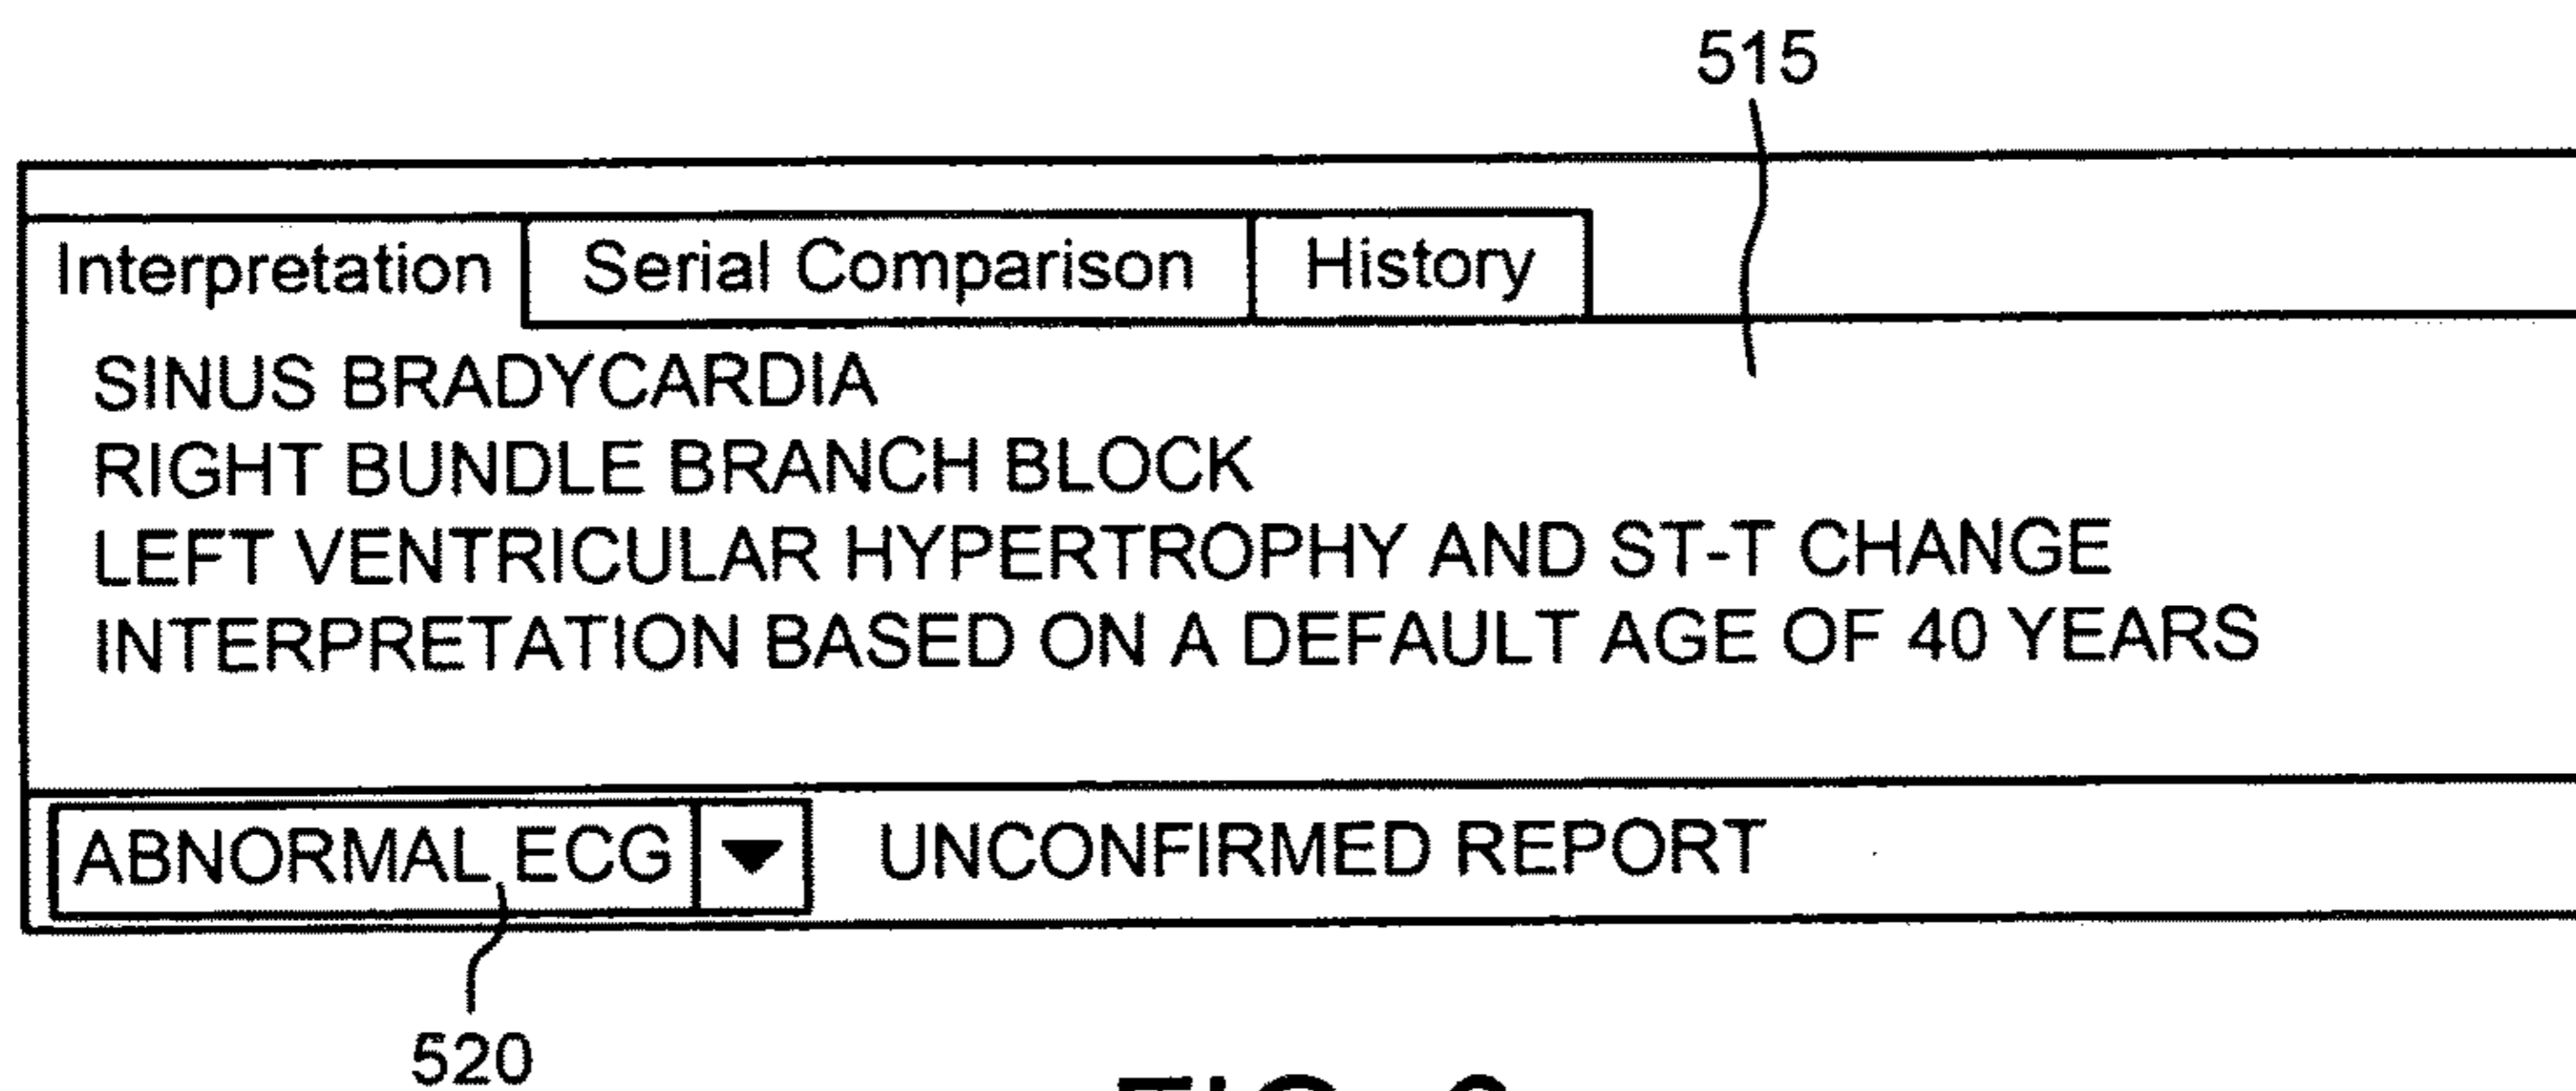 515
Interpretation Serial Comparison History
SINUS BRADYCARDIA
RIGHT BUNDLE BRANCH BLOCK
LEFT VENTRICULAR HYPERTROPHY AND ST-T CHANGE
INTERPRETATION BASED ON A DEFAULT AGE OF 40 YEARS
ABNORMAL ECG UNCONFIRMED REPORT
520